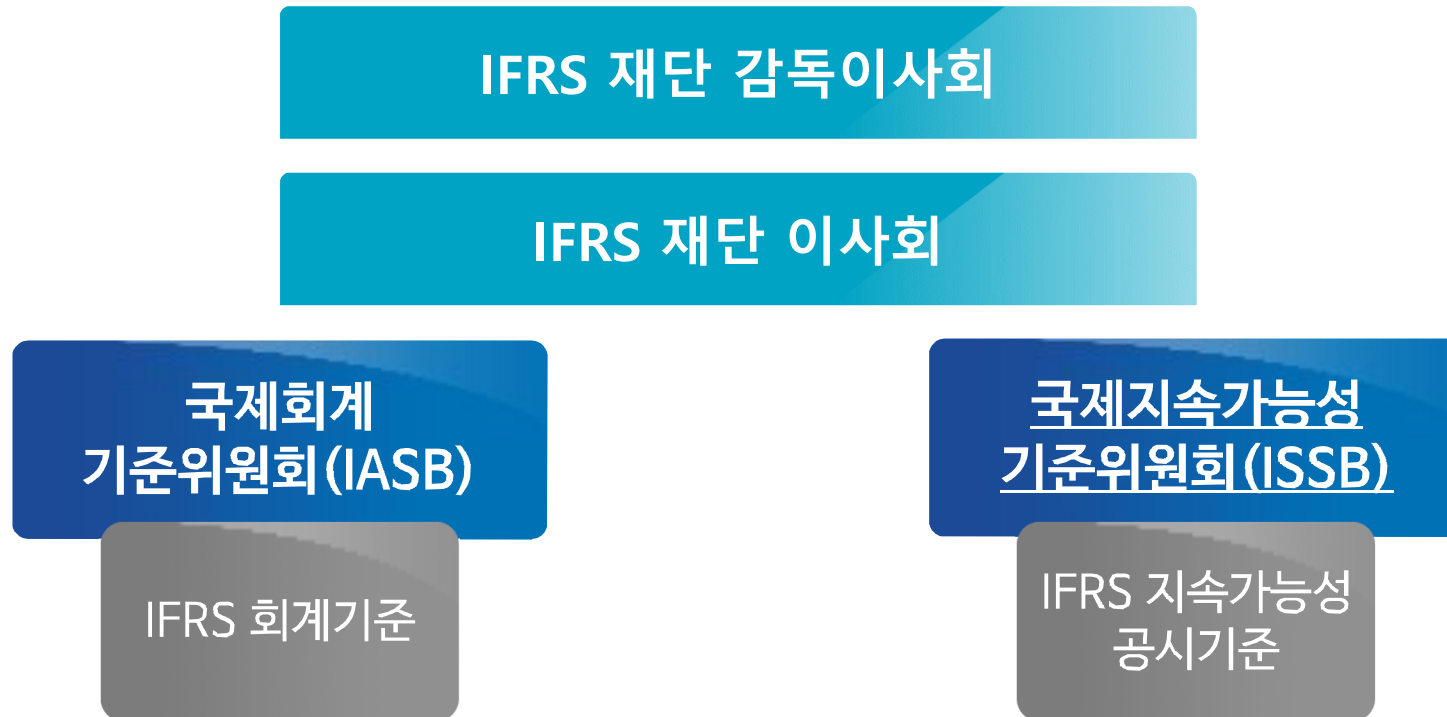 IFRS 재단 감독이사회
IFRS 재단 이사회
국제회계
기준위원회(IASB)
IFRS 회계기준
국제지속가능성
기준위원회(ISSB)
IFRS 지속가능성
공시기준